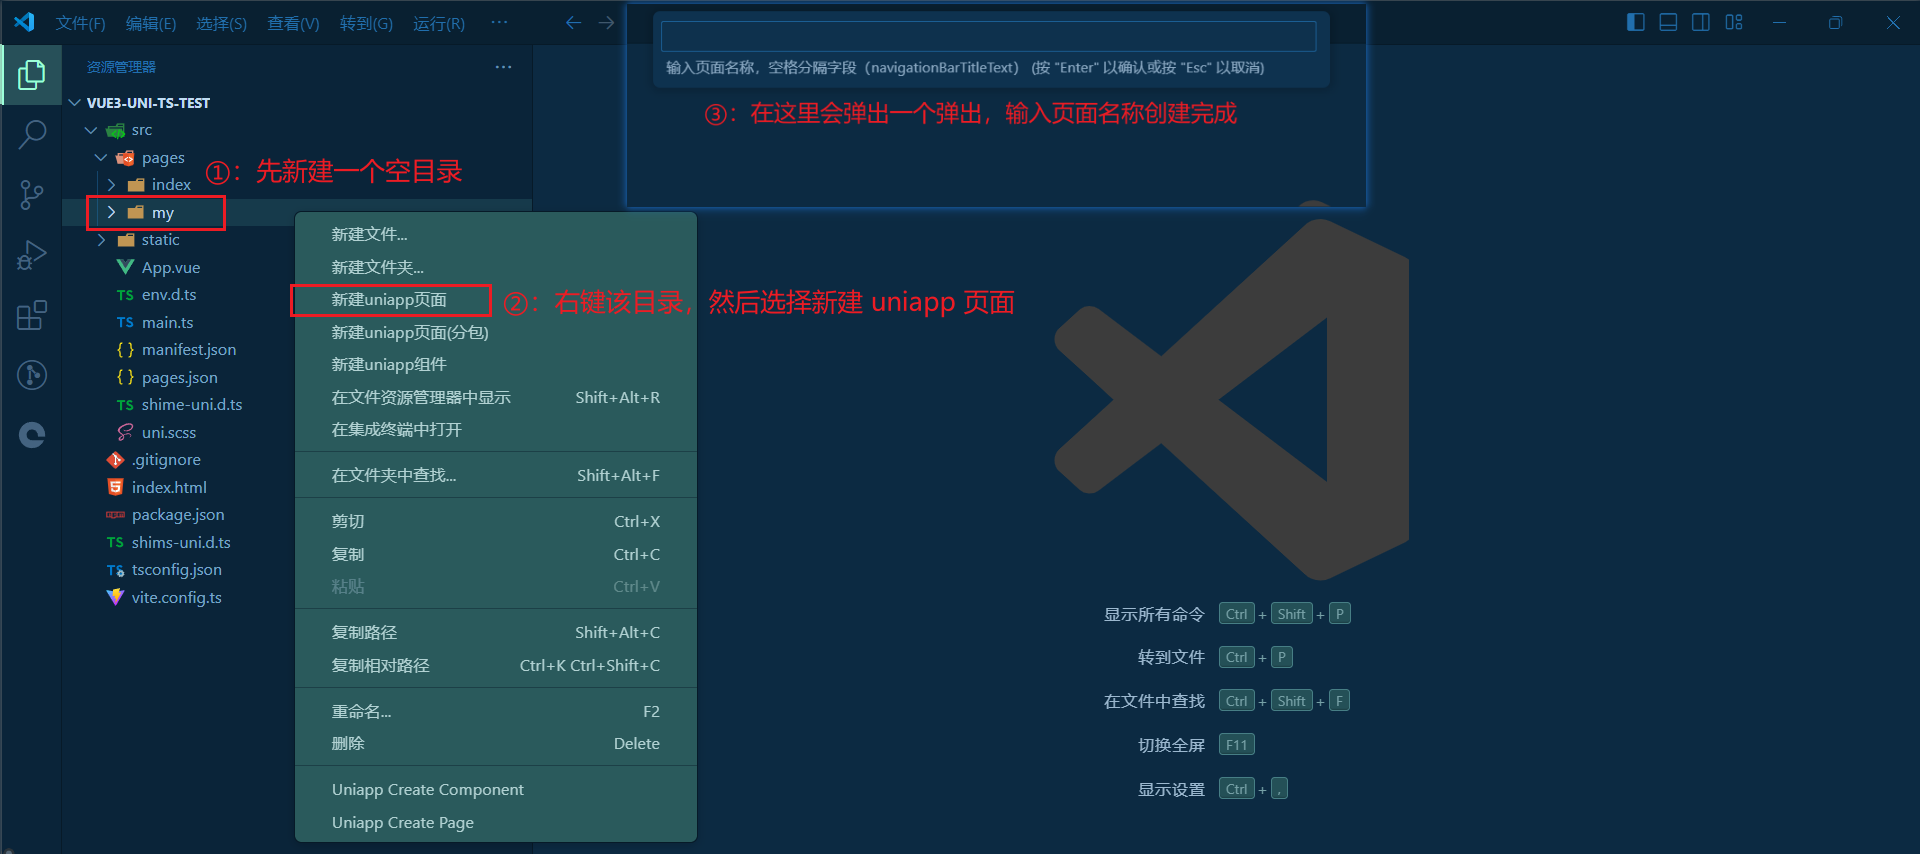 文件(F) 编辑(E) 选择(S) 查看(V) 转到(G) 运行(R) ···
输入页面名称，空格分隔字段（navigationBarTitleText） (按 "Enter" 以确认或按 "Esc" 以取消)
③：在这里会弹出一个弹出，输入页面名称创建完成
资源管理器
VUE3-UNI-TS-TEST
src
pages
index
my
static
App.vue
TS env.d.ts
TS main.ts
{ } manifest.json
{ } pages.json
TS shime-uni.d.ts
uni.scss
.gitignore
index.html
package.json
TS shims-uni.d.ts
TS tsconfig.json
vite.config.ts
①：先新建一个空目录
新建文件...
新建文件夹...
新建uniapp页面
②：右键该目录，然后选择新建 uniapp 页面
新建uniapp页面(分包)
新建uniapp组件
在文件资源管理器中显示 Shift+Alt+R
在集成终端中打开
在文件夹中查找... Shift+Alt+F
剪切 Ctrl+X
复制 Ctrl+C
粘贴 Ctrl+V
复制路径 Shift+Alt+C
复制相对路径 Ctrl+K Ctrl+Shift+C
重命名... F2
删除 Delete
Uniapp Create Component
Uniapp Create Page
显示所有命令 Ctrl + Shift + P
转到文件 Ctrl + P
在文件中查找 Ctrl + Shift + F
切换全屏 F11
显示设置 Ctrl + ,